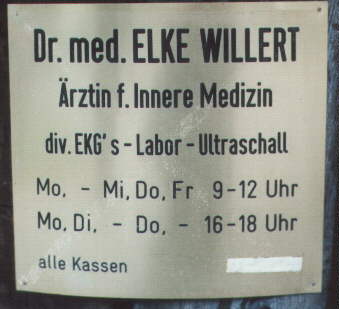 Dr. med. ELKE WILLERT
Ärztin f. Innere Medizin
div. EKG's - Labor - Ultraschall
Mo, - Mi, Do, Fr 9-12 Uhr
Mo, Di, - Do, - 16-18 Uhr
alle Kassen